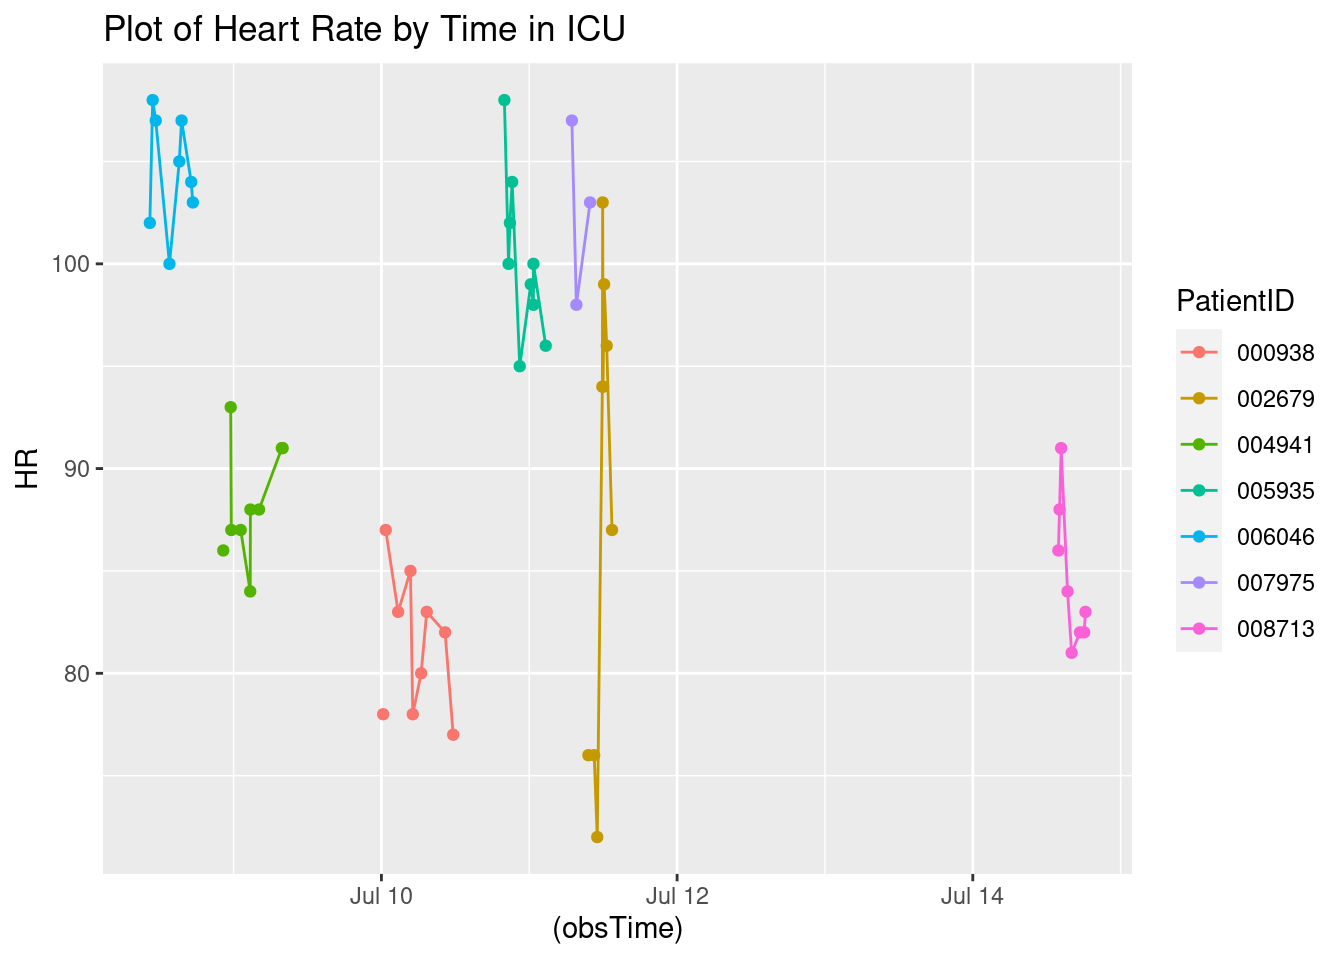 Plot of Heart Rate by Time in ICU
HR
100
90
80
Jul 10
Jul 12
Jul 14
(obsTime)
PatientID
000938
002679
004941
005935
006046
007975
008713